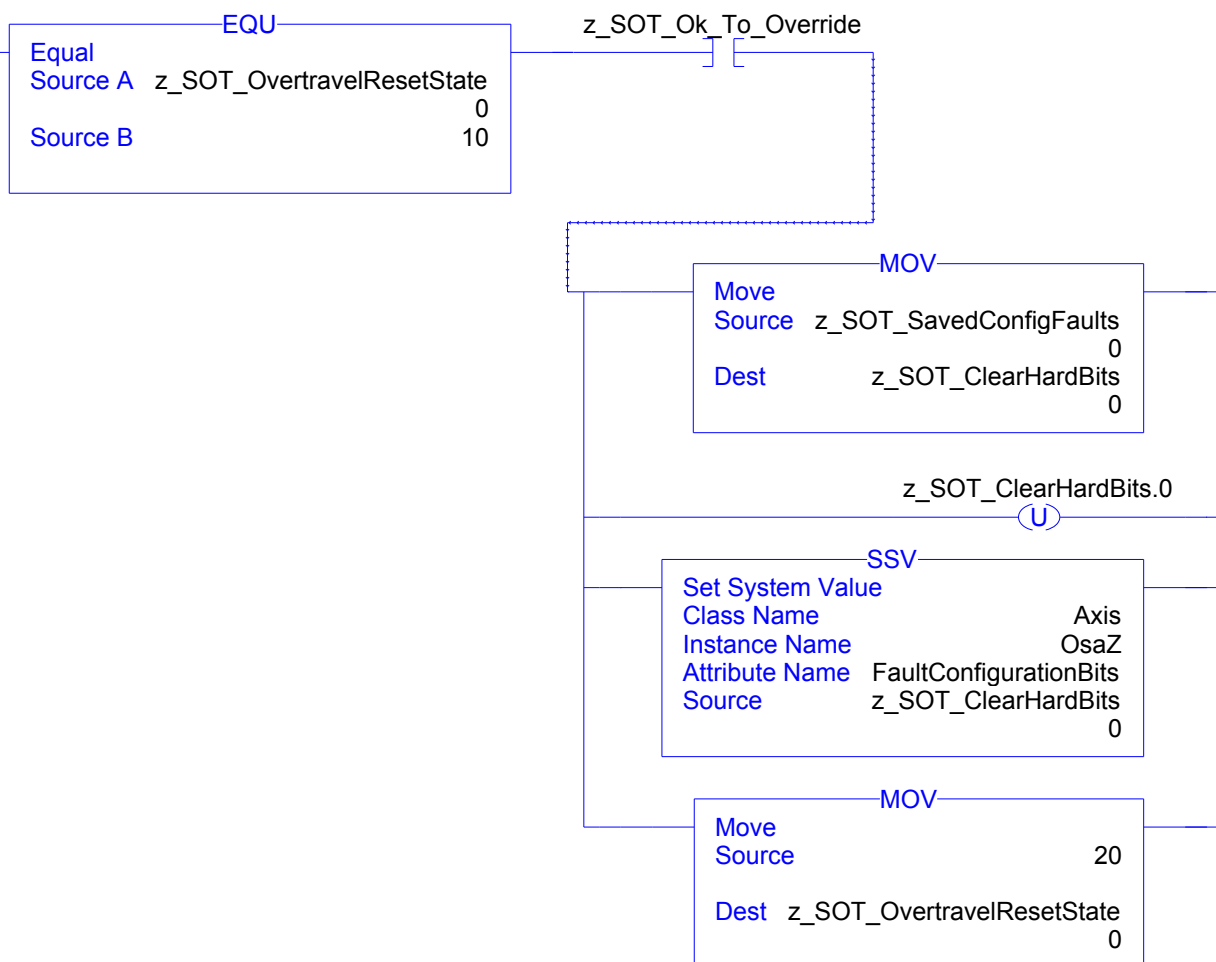 EQU
Equal
Source A z_SOT_OvertravelResetState
0
Source B 10
z_SOT_Ok_To_Override
MOV
Move
Source z_SOT_SavedConfigFaults
0
Dest z_SOT_ClearHardBits
0
z_SOT_ClearHardBits.0
U
SSV
Set System Value
Class Name Axis
Instance Name OsaZ
Attribute Name FaultConfigurationBits
Source z_SOT_ClearHardBits
0
MOV
Move
Source 20
Dest z_SOT_OvertravelResetState
0